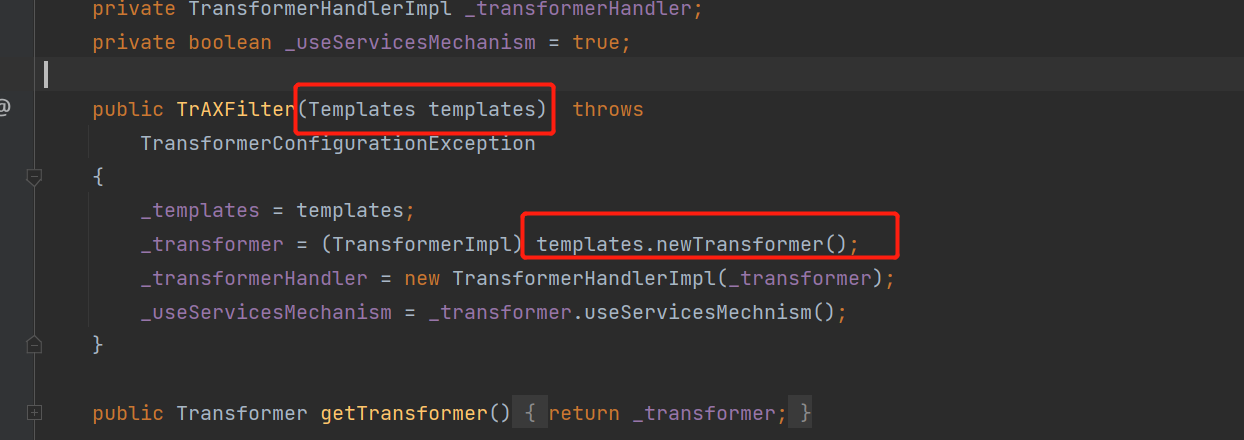 private TransformerHandlerImpl _transformerHandler;
private boolean _useServicesMechanism = true;
@
public TrAXFilter(Templates templates) throws
TransformerConfigurationException
{
_templates = templates;
_transformer = (TransformerImpl) templates.newTransformer();
_transformerHandler = new TransformerHandlerImpl(_transformer);
_useServicesMechanism = _transformer.useServicesMechnism();
}
public Transformer getTransformer() { return _transformer; }